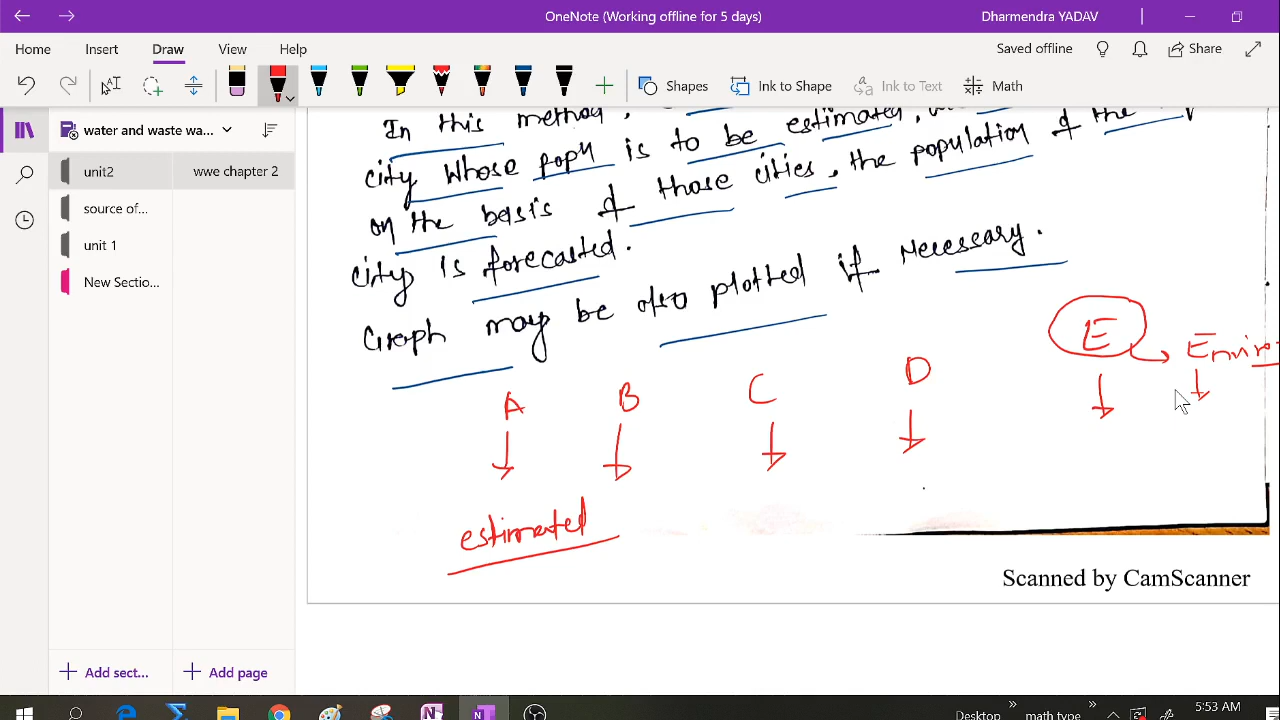 OneNote (Working offline for 5 days)
Dharmendra YADAV
Home Insert Draw View Help
Saved offline
Share
Shapes
Ink to Shape
Ink to Text
Math
water and waste wa...
unit2
wwe chapter 2
source of...
unit 1
New Sectio...
In this method,
city whose popn is to be estimated,
on the basis of those cities, the population of the
city is forecasted.
Graph may be also plotted if Necessary.
A B C D E Enviro
estimated
Scanned by CamScanner
Add sect...
Add page
Desktop
math type
5:53 AM